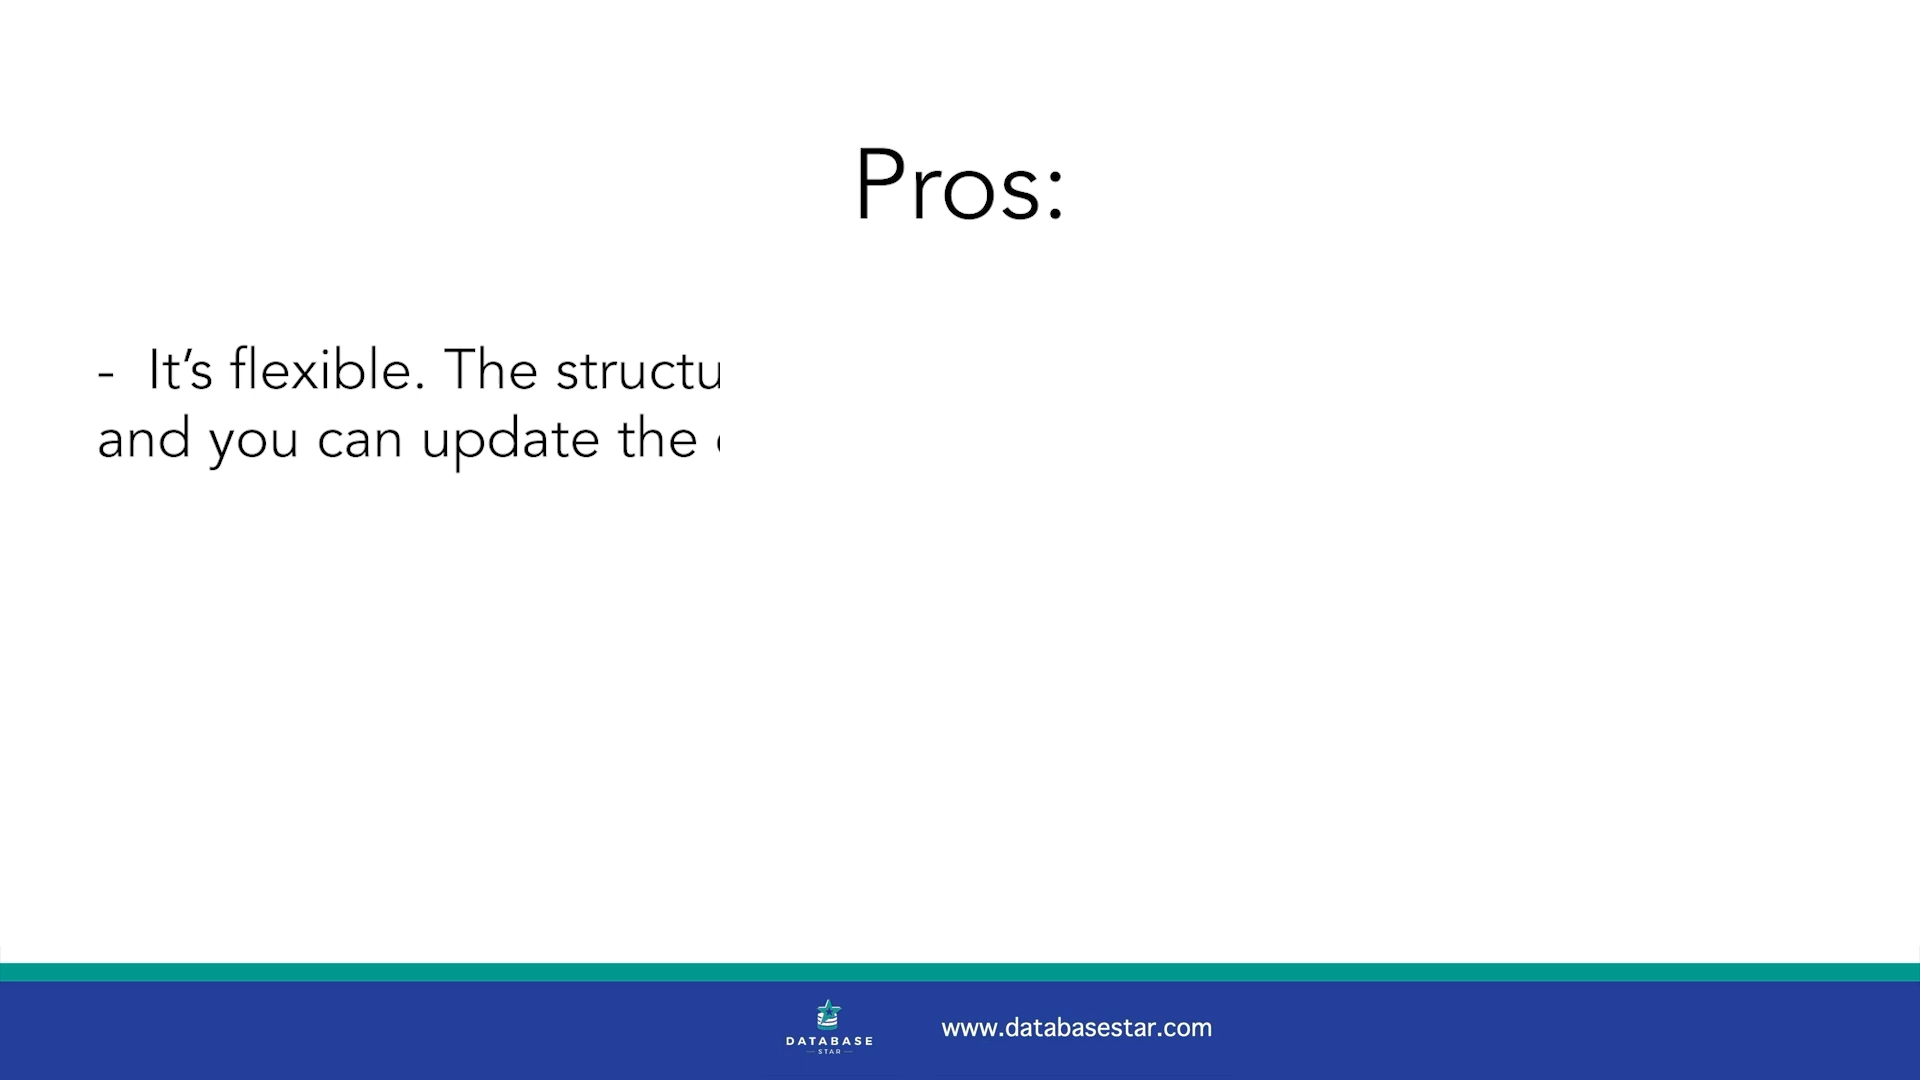 Pros:
- It’s flexible. The structu
and you can update the
DATABASE
STAR
www.databasestar.com